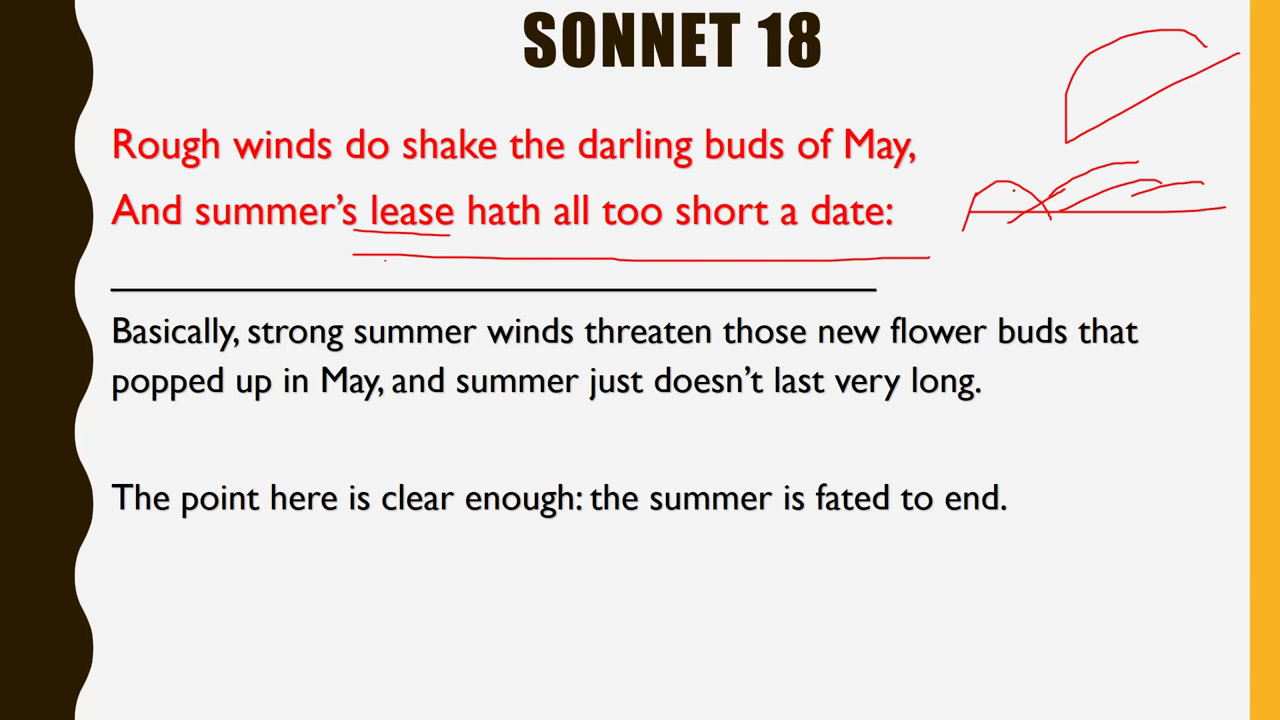 SONNET 18
Rough winds do shake the darling buds of May,
And summer’s lease hath all too short a date:
Basically, strong summer winds threaten those new flower buds that
popped up in May, and summer just doesn’t last very long.
The point here is clear enough: the summer is fated to end.